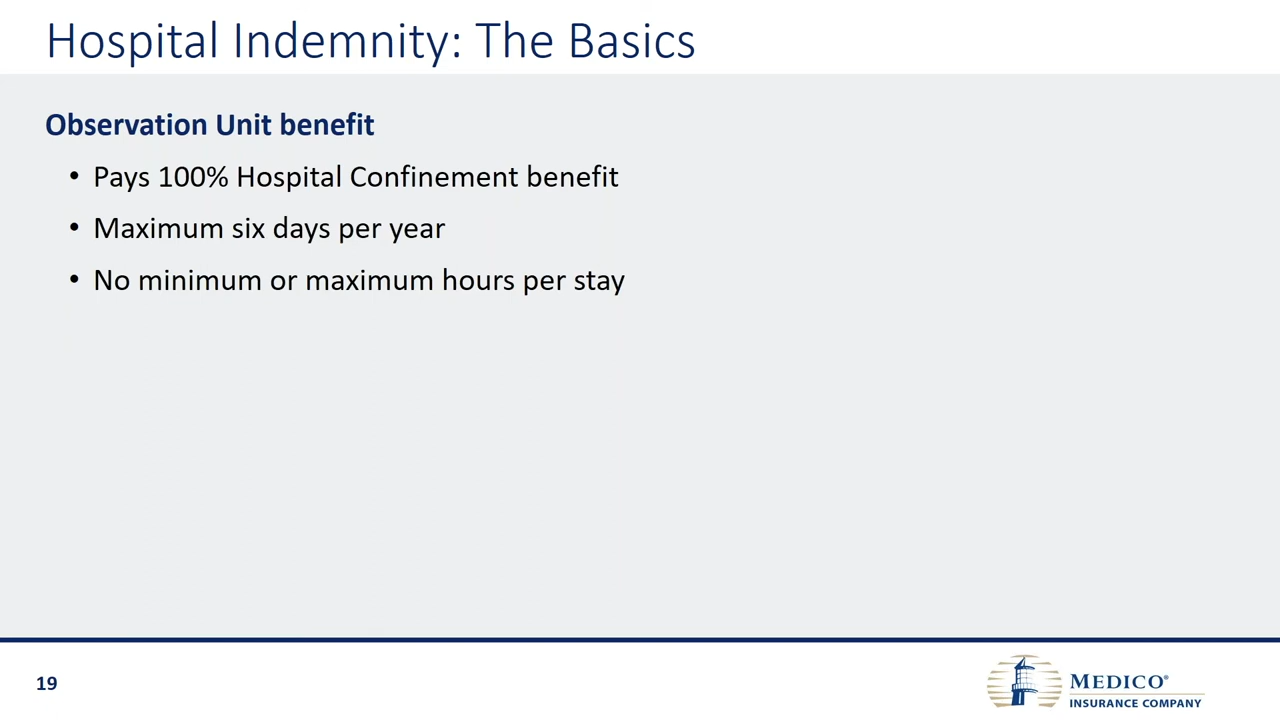 Hospital Indemnity: The Basics
Observation Unit benefit
• Pays 100% Hospital Confinement benefit
• Maximum six days per year
• No minimum or maximum hours per stay
19
MEDICO®
INSURANCE COMPANY